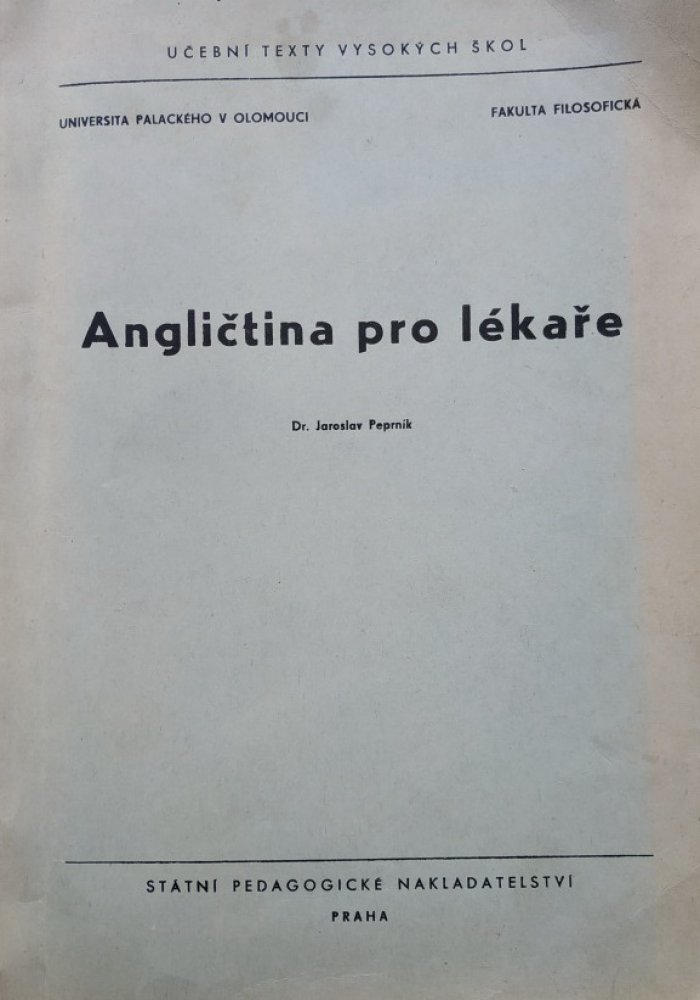 UČEBNÍ TEXTY VYSOKÝCH ŠKOL
UNIVERSITA PALACKÉHO V OLOMOUCI
FAKULTA FILOSOFICKÁ
Angličtina pro lékaře
Dr. Jaroslav Peprník
STÁTNÍ PEDAGOGICKÉ NAKLADATELSTVÍ
PRAHA